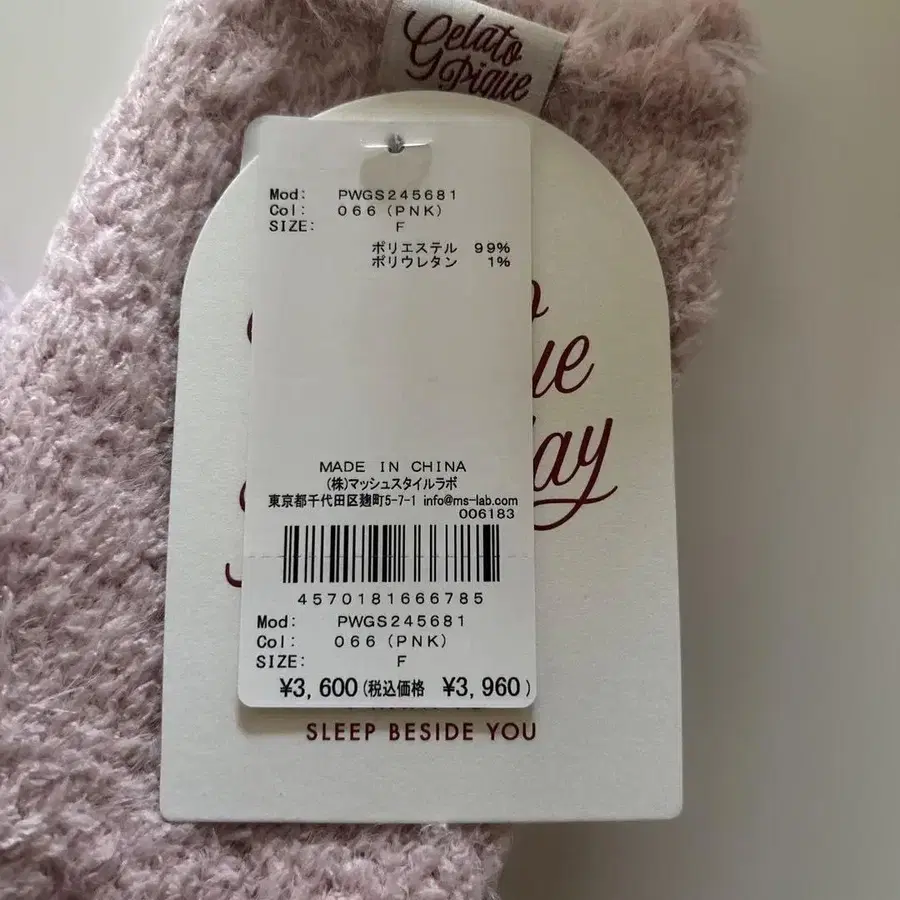 Gelato
Pique
Mod: PWGS245681
Col: 066 (PNK)
SIZE: F
ポリエステル 99%
ポリウレタン 1%
MADE IN CHINA
(株)マッシュスタイルラボ
東京都千代田区麹町5-7-1 info@ms-lab.com
006183
4570181666785
Mod: PWGS245681
Col: 066 (PNK)
SIZE: F
¥3,600 (税込価格 ¥3,960)
SLEEP BESIDE YOU